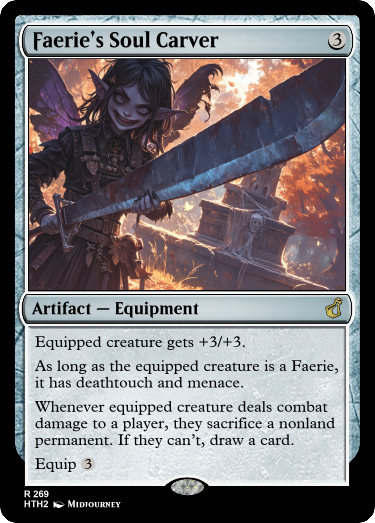 Faerie's Soul Carver 3
Artifact — Equipment
Equipped creature gets +3/+3.
As long as the equipped creature is a Faerie,
it has deathtouch and menace.
Whenever equipped creature deals combat
damage to a player, they sacrifice a nonland
permanent. If they can't, draw a card.
Equip 3
R 269
HTH2 Midjourney